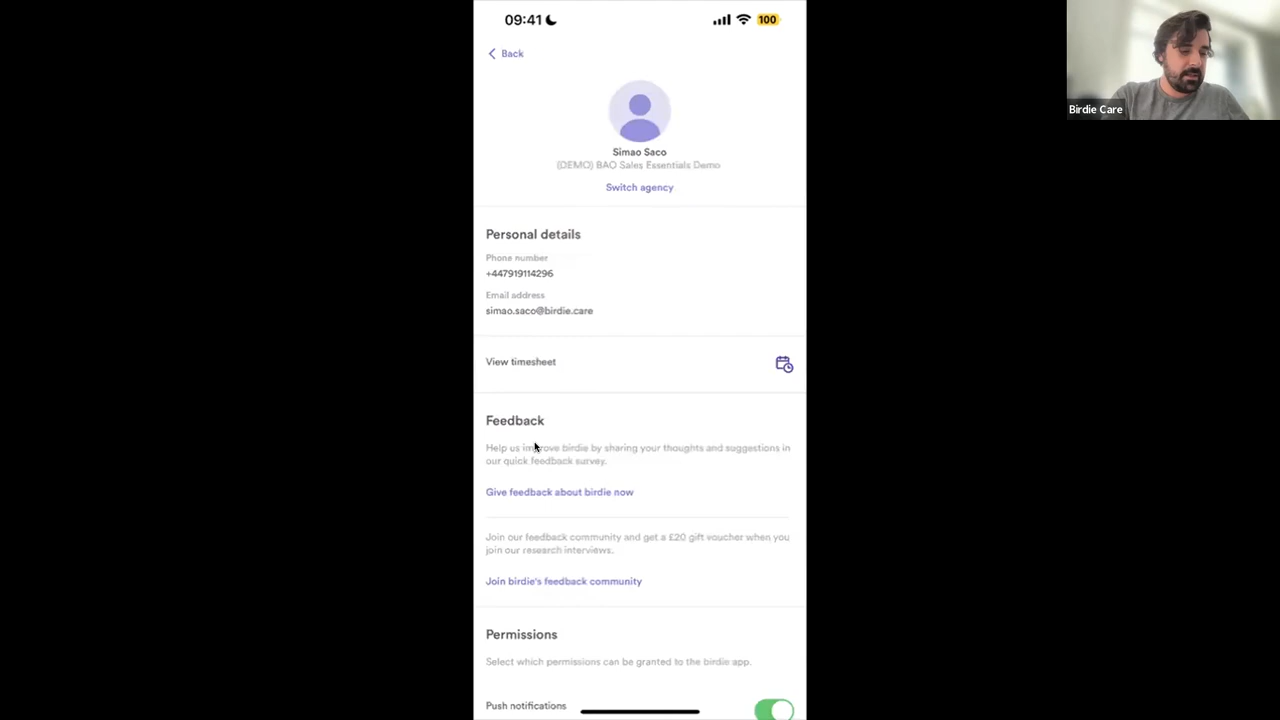 09:41
100
Back
Birdie Care
Simao Saco
(DEMO) BAO Sales Essentials Demo
Switch agency
Personal details
Phone number
+447919114296
Email address
simao.saco@birdie.care
View timesheet
Feedback
Help us improve birdie by sharing your thoughts and suggestions in
our quick feedback survey.
Give feedback about birdie now
Join our feedback community and get a £20 gift voucher when you
join our research interviews.
Join birdie's feedback community
Permissions
Select which permissions can be granted to the birdie app.
Push notifications